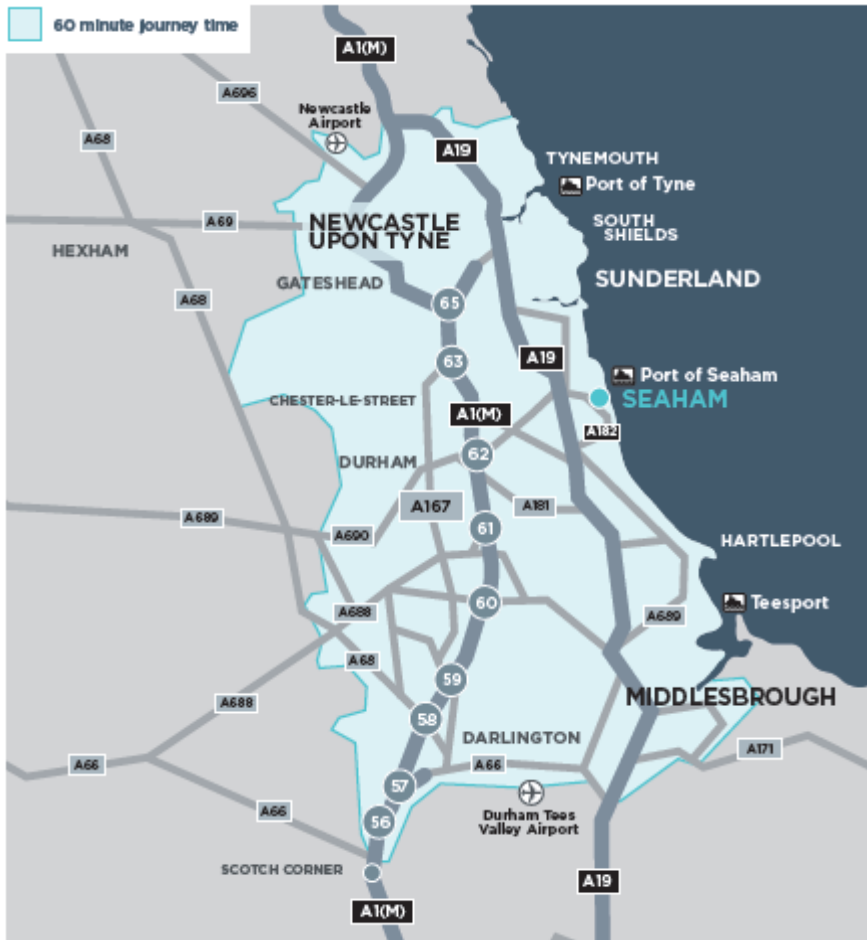 60 minute journey time
A1(M)
A696
Newcastle
Airport
A68
A19
TYNEMOUTH
Port of Tyne
A69
NEWCASTLE
UPON TYNE
SOUTH
SHIELDS
HEXHAM
GATESHEAD
SUNDERLAND
A68
65
63
A19
Port of Seaham
SEAHAM
CHESTER-LE-STREET
A1(M)
A182
62
DURHAM
A167
A181
A689
A690
61
HARTLEPOOL
60
Teesport
A688
A689
A68
59
MIDDLESBROUGH
A688
58
DARLINGTON
A171
A66
A66
57
Durham Tees
Valley Airport
A66
56
SCOTCH CORNER
A19
A1(M)